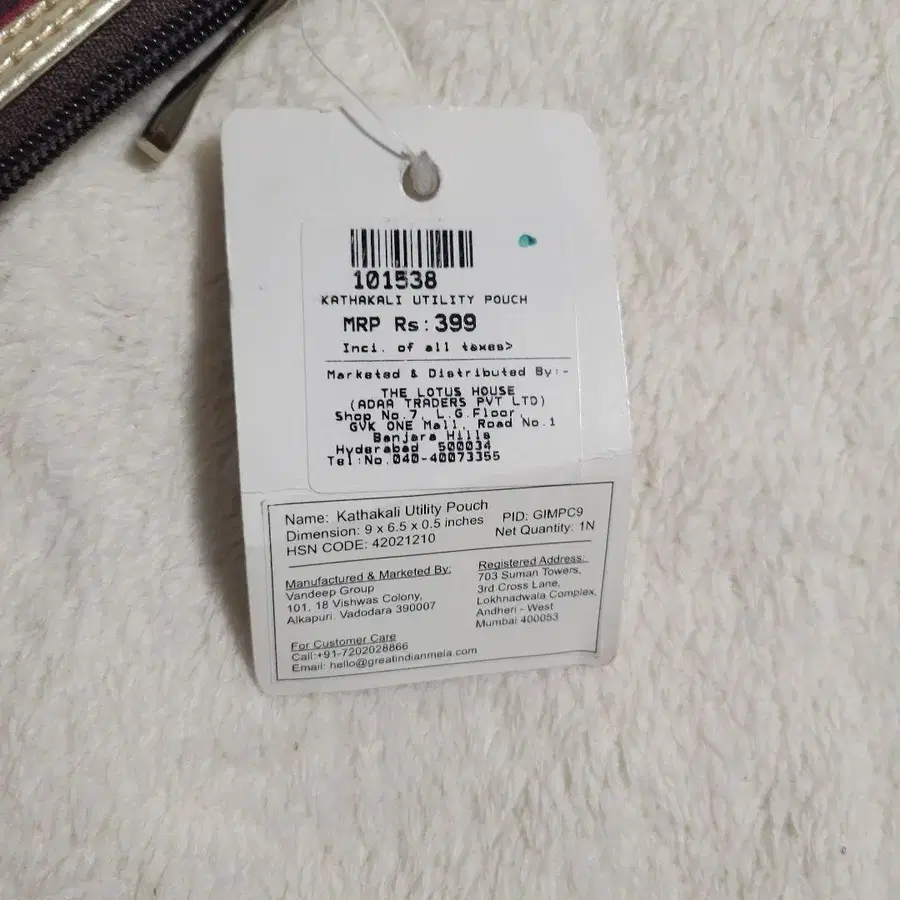 101538
KATHAKALI UTILITY POUCH
MRP Rs: 399
Incl. of all taxes>
Marketed & Distributed By:-
THE LOTUS HOUSE
(ADAA TRADERS PVT LTD)
Shop No.7, L.G.Floor,
GVK ONE Mall, Road No.1
Banjara Hills
Hyderabad 500034
Tel:No.040-40073355
Name: Kathakali Utility Pouch
Dimension: 9 x 6.5 x 0.5 inches
HSN CODE: 42021210
PID: GIMPC9
Net Quantity: 1N
Manufactured & Marketed By:
Vandeep Group
101, 18 Vishwas Colony,
Alkapuri. Vadodara 390007
Registered Address:
703 Suman Towers,
3rd Cross Lane,
Lokhnadwala Complex,
Andheri - West
Mumbai 400053
For Customer Care
Call:+91-7202028866
Email: hello@greatindianmela.com